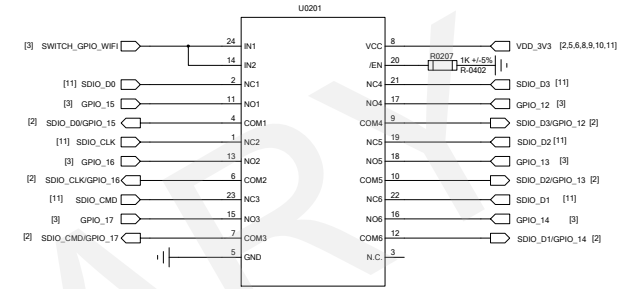 U0201
[3] SWITCH_GPIO_WIFI 24 IN1 VCC 8 VDD_3V3 [2,5,6,8,9,10,11]
14 IN2 /EN 20 R0207 1K +/-5%
R-0402
[11] SDIO_D0 2 NC1 NC4 21 SDIO_D3 [11]
[3] GPIO_15 11 NO1 NO4 17 GPIO_12 [3]
[2] SDIO_D0/GPIO_15 4 COM1 COM4 9 SDIO_D3/GPIO_12 [2]
[11] SDIO_CLK 1 NC2 NC5 19 SDIO_D2 [11]
[3] GPIO_16 13 NO2 NO5 18 GPIO_13 [3]
[2] SDIO_CLK/GPIO_16 6 COM2 COM5 10 SDIO_D2/GPIO_13 [2]
[11] SDIO_CMD 23 NC3 NC6 22 SDIO_D1 [11]
[3] GPIO_17 15 NO3 NO6 16 GPIO_14 [3]
[2] SDIO_CMD/GPIO_17 7 COM3 COM6 12 SDIO_D1/GPIO_14 [2]
5 GND N.C. 3